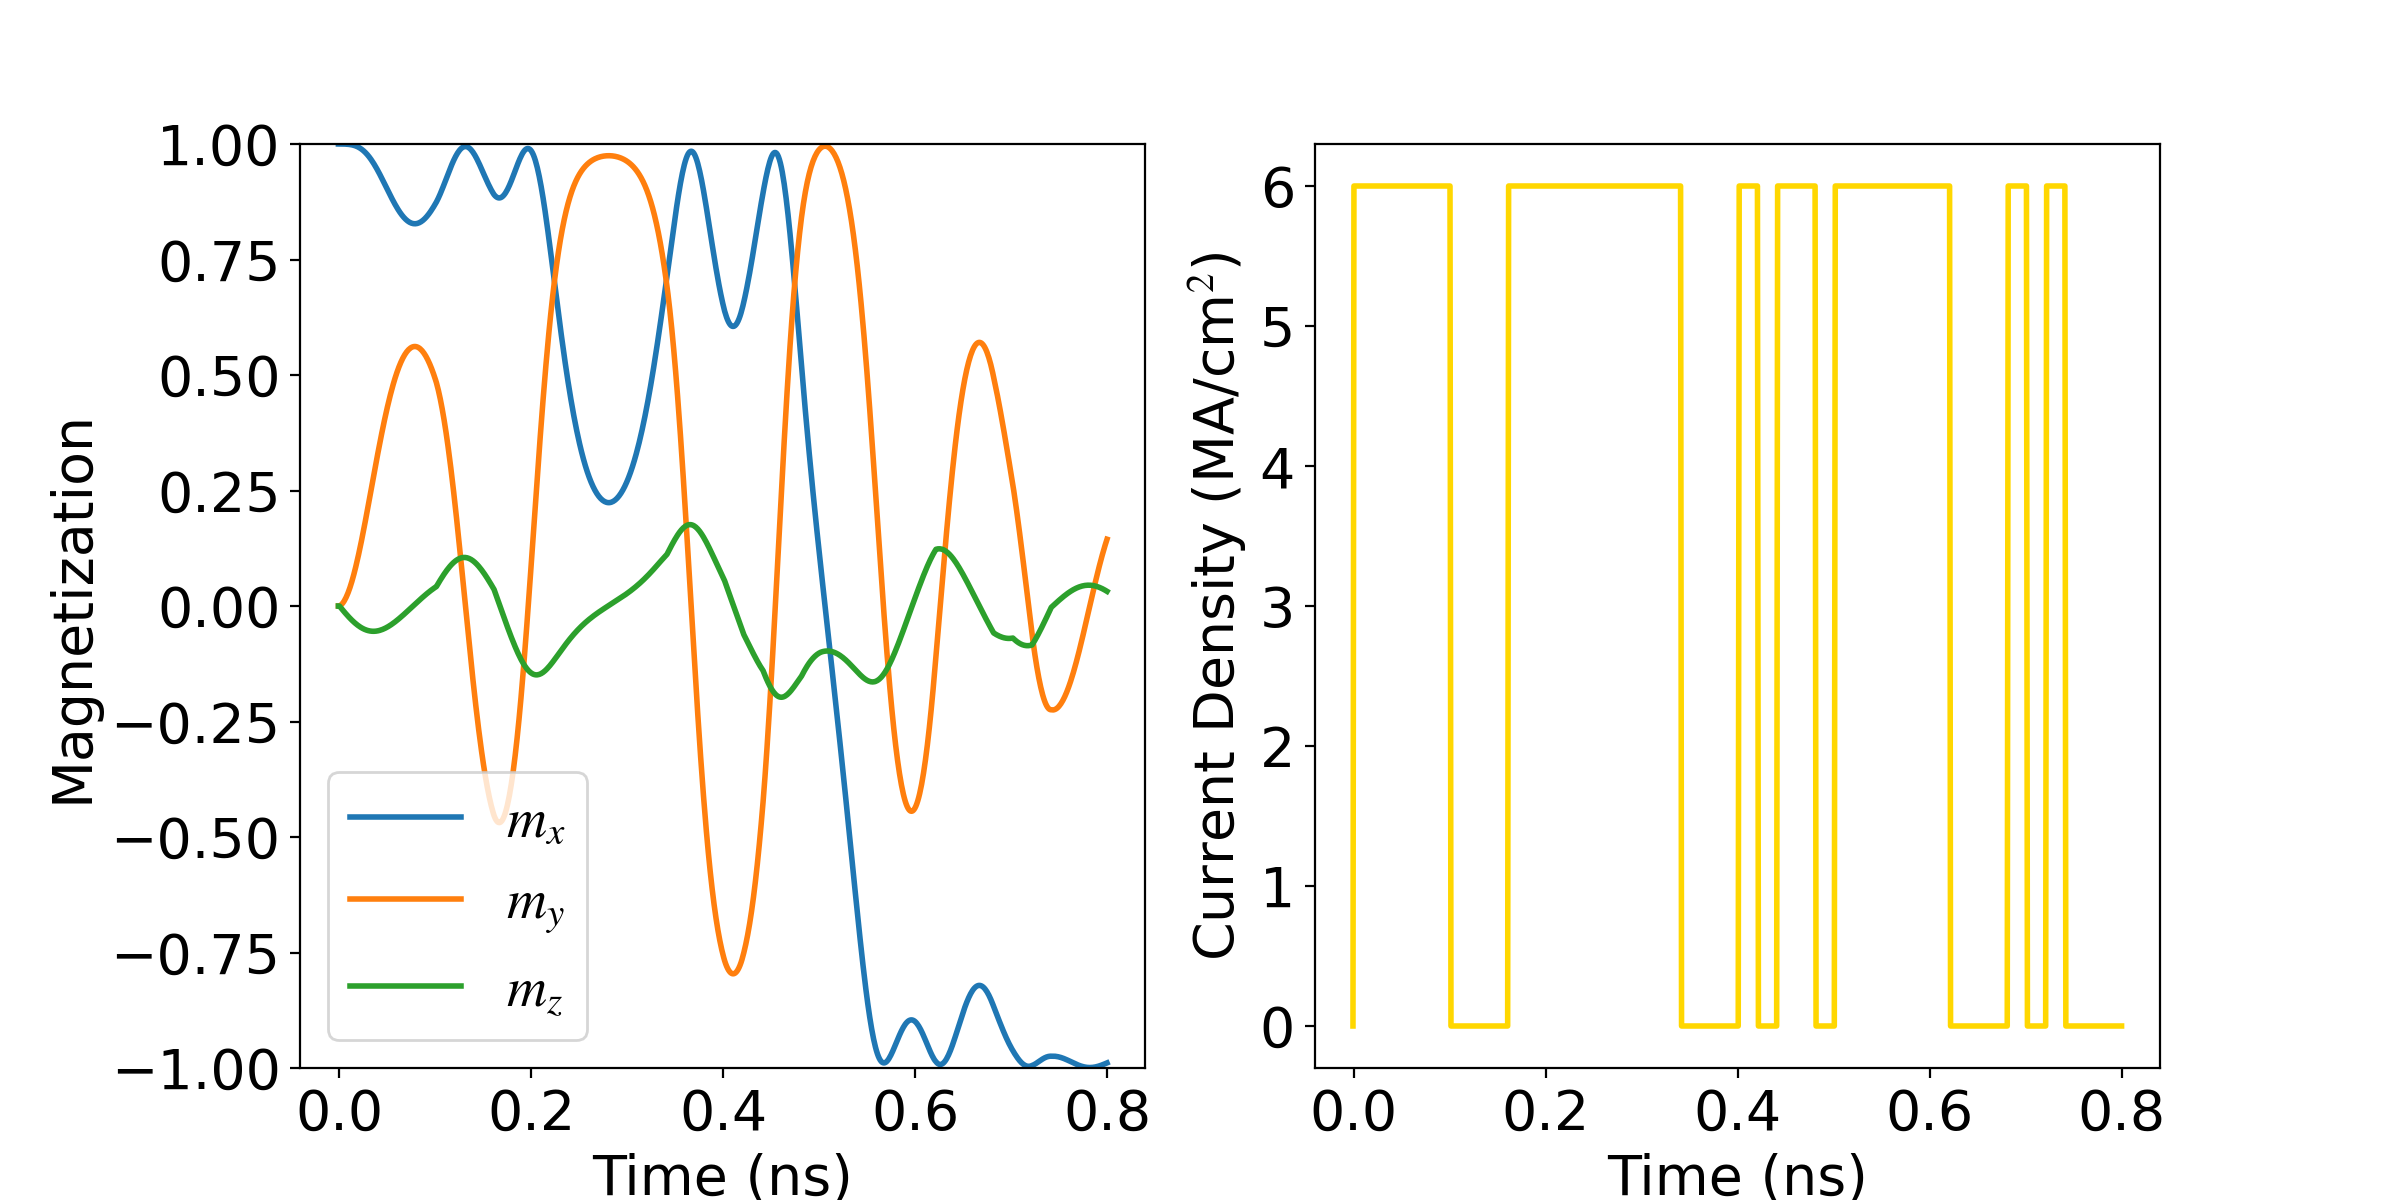 Magnetization
1.00
0.75
0.50
0.25
0.00
−0.25
−0.50
−0.75
−1.00
0.0 0.2 0.4 0.6 0.8
Time (ns)
m_x
m_y
m_z
Current Density (MA/cm²)
6
5
4
3
2
1
0
0.0 0.2 0.4 0.6 0.8
Time (ns)